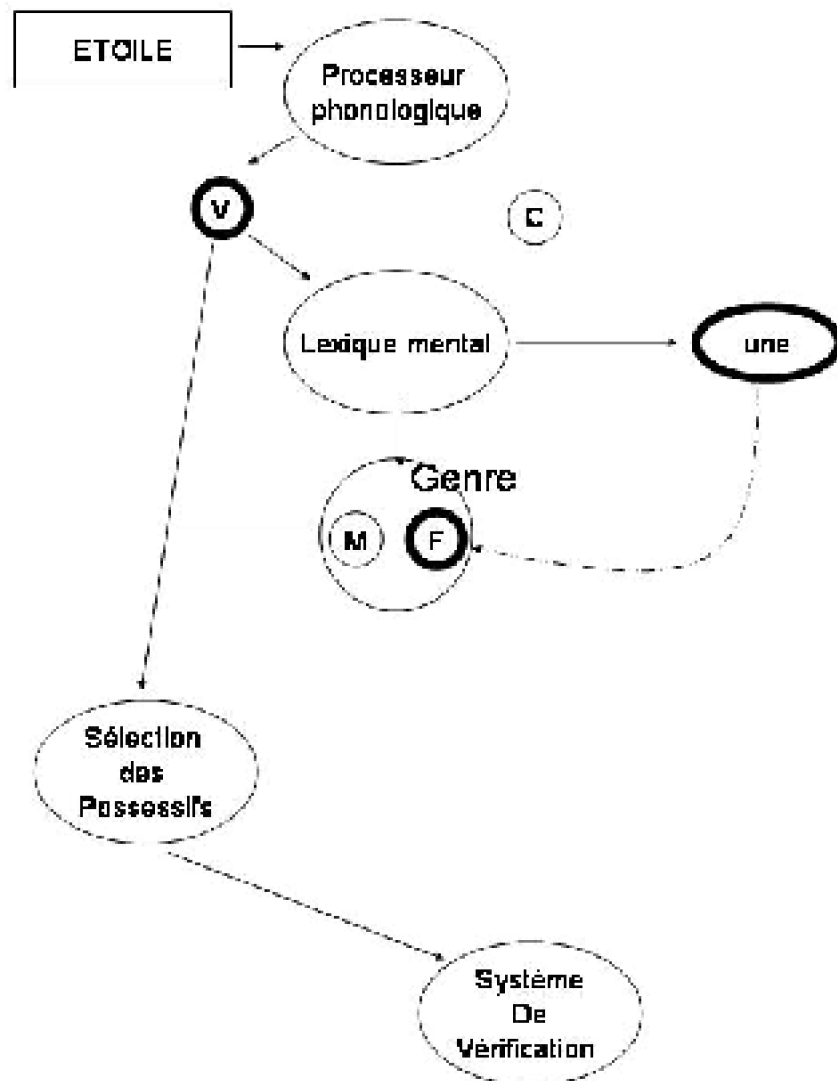 ETOILE
Processeur
phonologique
V
C
Lexique mental
une
Genre
M
F
Sélection
des
Possessifs
Système
De
Vérification